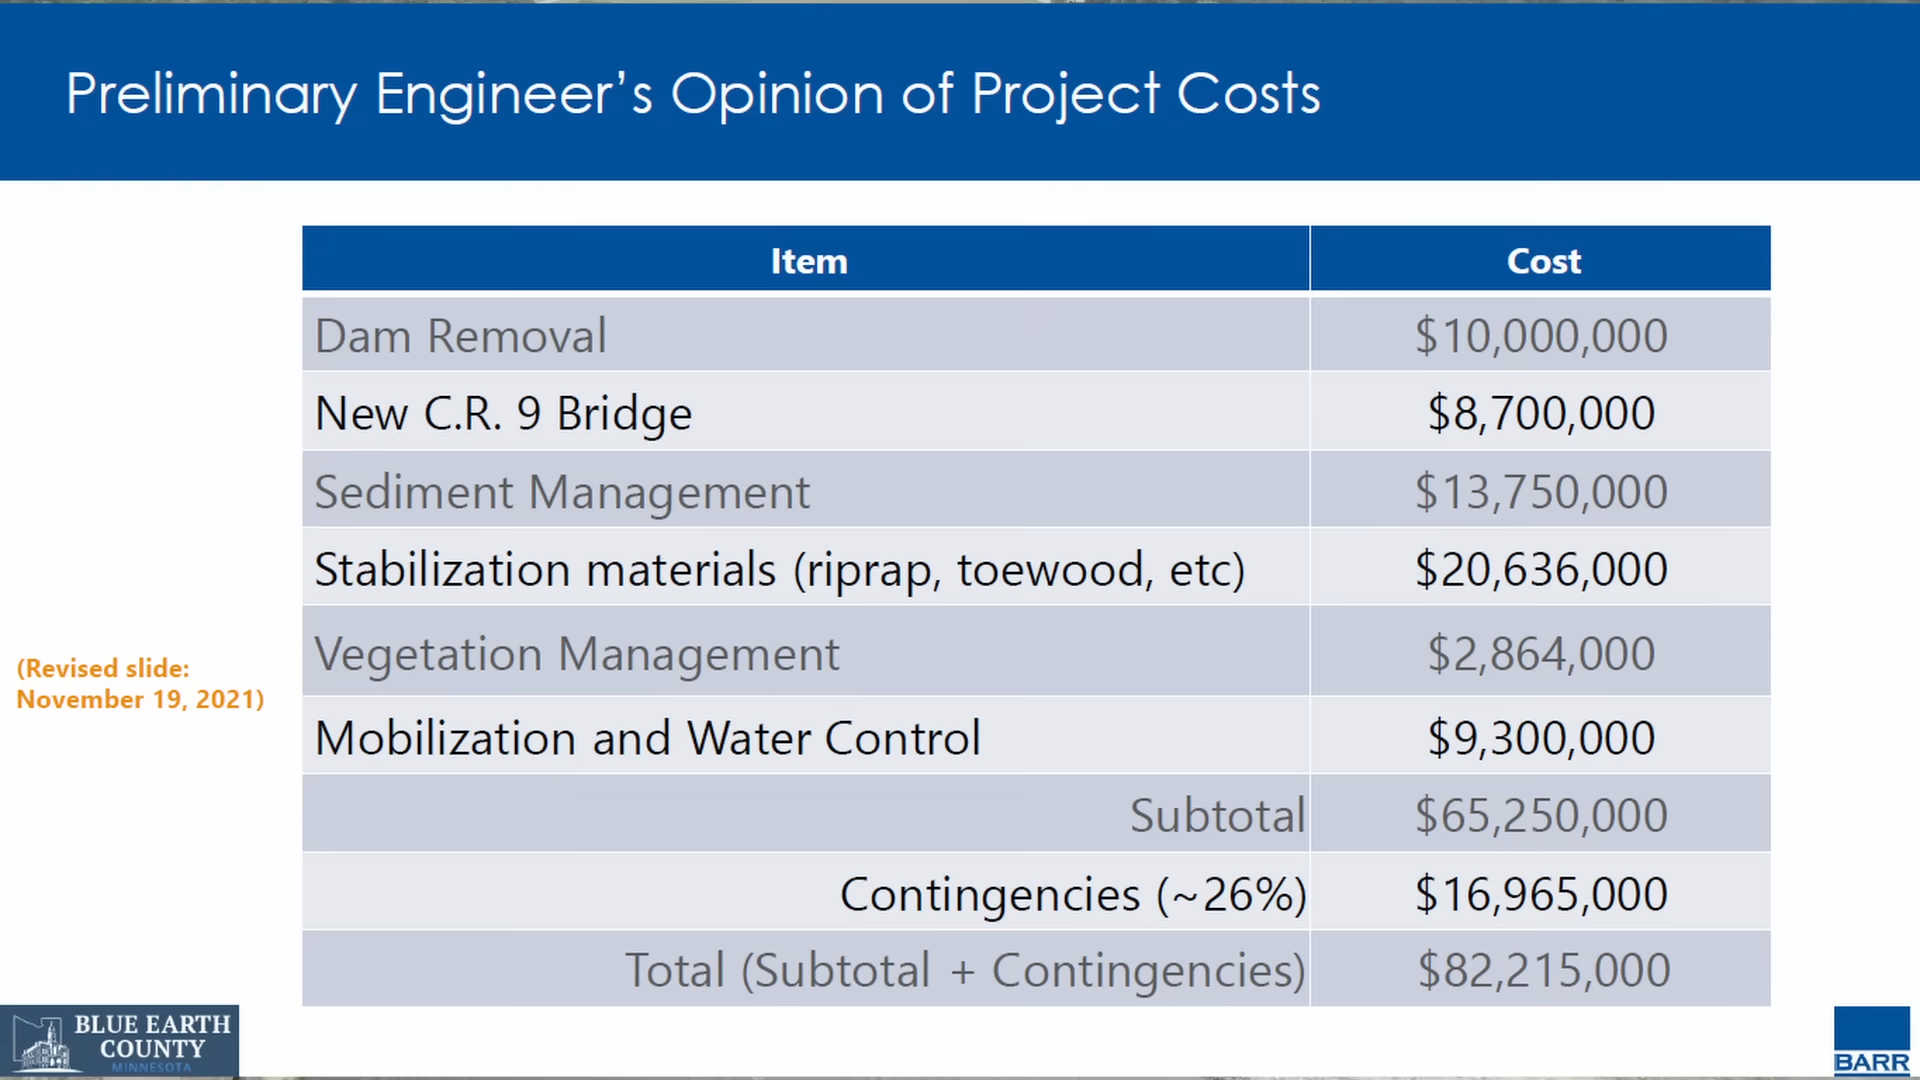 Preliminary Engineer’s Opinion of Project Costs
Item Cost
Dam Removal $10,000,000
New C.R. 9 Bridge $8,700,000
Sediment Management $13,750,000
Stabilization materials (riprap, toewood, etc) $20,636,000
Vegetation Management $2,864,000
(Revised slide:
November 19, 2021)
Mobilization and Water Control $9,300,000
Subtotal $65,250,000
Contingencies (~26%) $16,965,000
Total (Subtotal + Contingencies) $82,215,000
BLUE EARTH
COUNTY
MINNESOTA
BARR